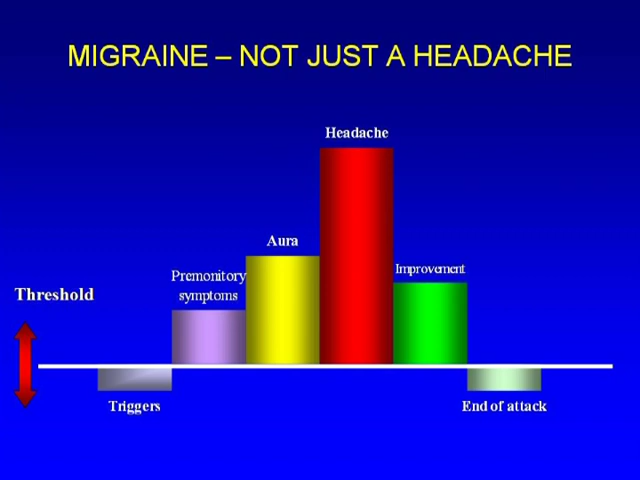 MIGRAINE – NOT JUST A HEADACHE
Headache
Aura
Improvement
Premonitory
symptoms
Threshold
Triggers
End of attack